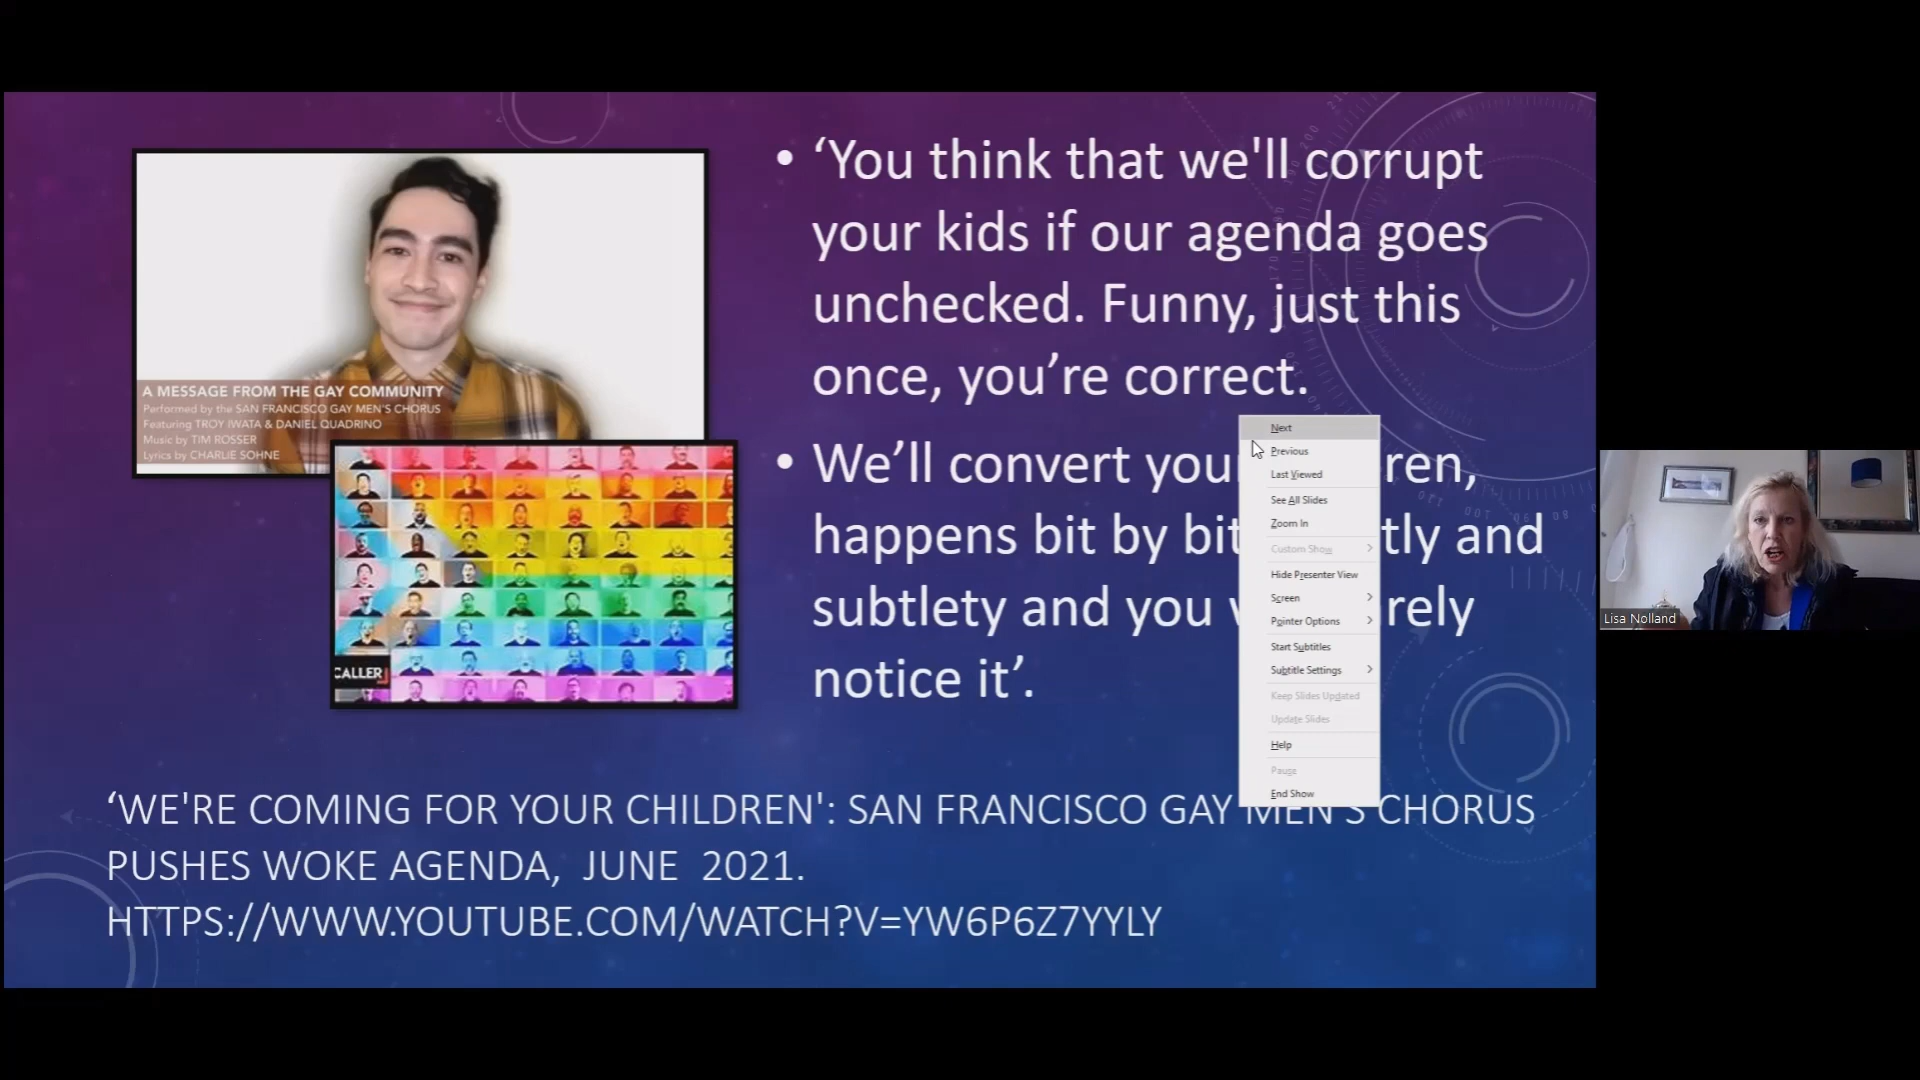 ‘You think that we'll corrupt
your kids if our agenda goes
unchecked. Funny, just this
once, you’re correct.
We’ll convert your ren,
happens bit by bit tly and
subtlety and you w rely
notice it’.
A MESSAGE FROM THE GAY COMMUNITY
Performed by the SAN FRANCISCO GAY MEN'S CHORUS
Featuring TROY IWATA & DANIEL QUADRINO
Music by TIM ROSSER
Lyrics by CHARLIE SOHNE
CALLER
Next
Previous
Last Viewed
See All Slides
Zoom In
Custom Show
Hide Presenter View
Screen
Pointer Options
Start Subtitles
Subtitle Settings
Keep Slides Updated
Update Slides
Help
Pause
End Show
‘WE'RE COMING FOR YOUR CHILDREN': SAN FRANCISCO GAY MEN'S CHORUS
PUSHES WOKE AGENDA, JUNE 2021.
HTTPS://WWW.YOUTUBE.COM/WATCH?V=YW6P6Z7YYLY
Lisa Nolland